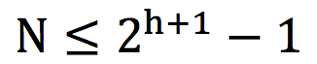 N ≤ 2^{h+1} − 1